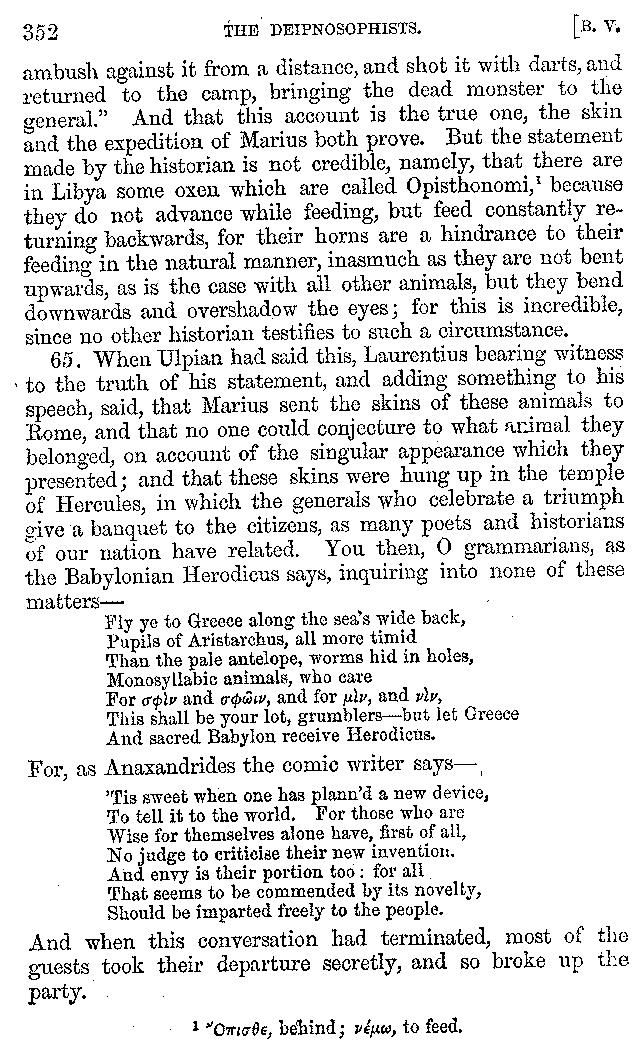 352 THE DEIPNOSOPHISTS. [B. V.
ambush against it from a distance, and shot it with darts, and
returned to the camp, bringing the dead monster to the
general.” And that this account is the true one, the skin
and the expedition of Marius both prove. But the statement
made by the historian is not credible, namely, that there are
in Libya some oxen which are called Opisthonomi,¹ because
they do not advance while feeding, but feed constantly re-
turning backwards, for their horns are a hindrance to their
feeding in the natural manner, inasmuch as they are not bent
upwards, as is the case with all other animals, but they bend
downwards and overshadow the eyes; for this is incredible,
since no other historian testifies to such a circumstance.
65. When Ulpian had said this, Laurentius bearing witness
to the truth of his statement, and adding something to his
speech, said, that Marius sent the skins of these animals to
Rome, and that no one could conjecture to what animal they
belonged, on account of the singular appearance which they
presented; and that these skins were hung up in the temple
of Hercules, in which the generals who celebrate a triumph
give a banquet to the citizens, as many poets and historians
of our nation have related. You then, O grammarians, as
the Babylonian Herodicus says, inquiring into none of these
matters—
Fly ye to Greece along the sea's wide back,
Pupils of Aristarchus, all more timid
Than the pale antelope, worms hid in holes,
Monosyllabic animals, who care
For σφὶν and σφῶιν, and for μὶν, and νὶν,
This shall be your lot, grumblers—but let Greece
And sacred Babylon receive Herodicus.
For, as Anaxandrides the comic writer says—
'Tis sweet when one has plann'd a new device,
To tell it to the world. For those who are
Wise for themselves alone have, first of all,
No judge to criticise their new invention.
And envy is their portion too: for all
That seems to be commended by its novelty,
Should be imparted freely to the people.
And when this conversation had terminated, most of the
guests took their departure secretly, and so broke up the
party.
¹ Ὄπισθε, behind; νέμω, to feed.